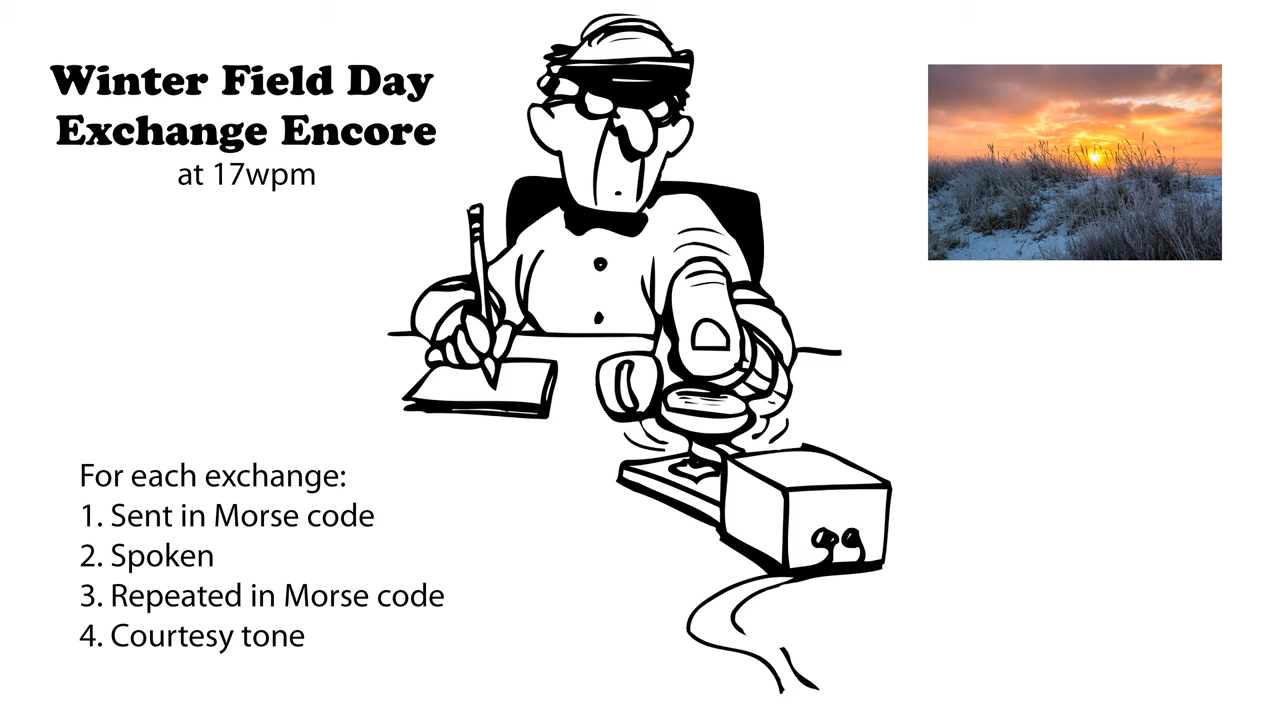 Winter Field Day
Exchange Encore
at 17wpm
For each exchange:
1. Sent in Morse code
2. Spoken
3. Repeated in Morse code
4. Courtesy tone